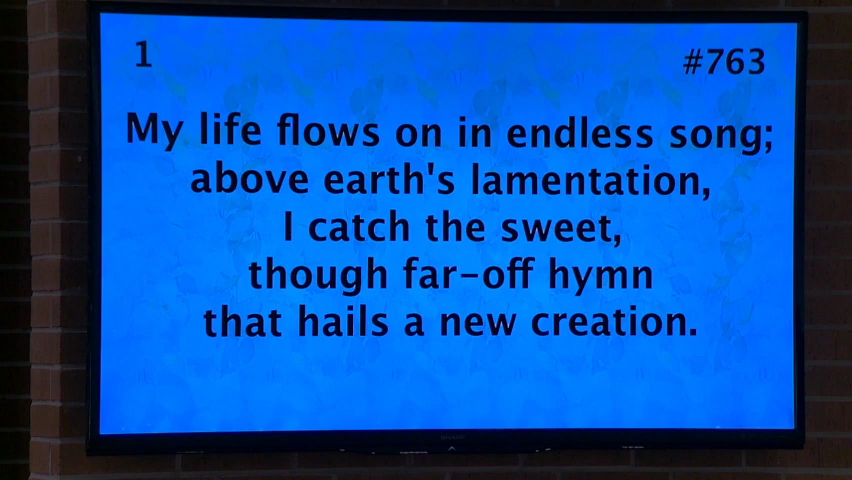 1
#763
My life flows on in endless song;
above earth's lamentation,
I catch the sweet,
though far-off hymn
that hails a new creation.
SHARP